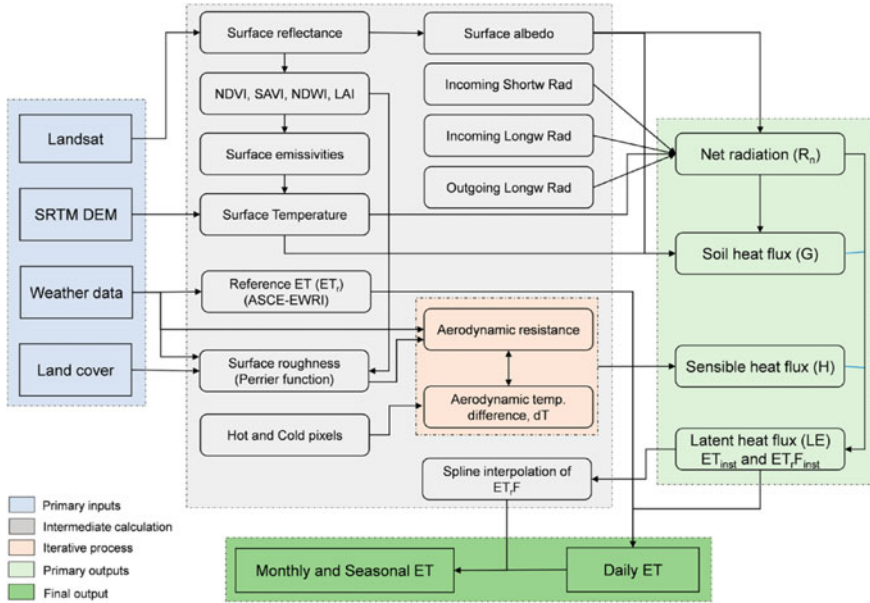 Surface reflectance
Surface albedo
NDVI, SAVI, NDWI, LAI
Incoming Shortw Rad
Landsat
Incoming Longw Rad
Net radiation (Rn)
Surface emissivities
Outgoing Longw Rad
SRTM DEM
Surface Temperature
Soil heat flux (G)
Weather data
Reference ET (ETr)
(ASCE-EWRI)
Aerodynamic resistance
Land cover
Surface roughness
(Perrier function)
Sensible heat flux (H)
Aerodynamic temp.
difference, dT
Hot and Cold pixels
Latent heat flux (LE)
ETinst and ETrFinst
Spline interpolation of
ETrF
Primary inputs
Intermediate calculation
Iterative process
Primary outputs
Final output
Monthly and Seasonal ET
Daily ET